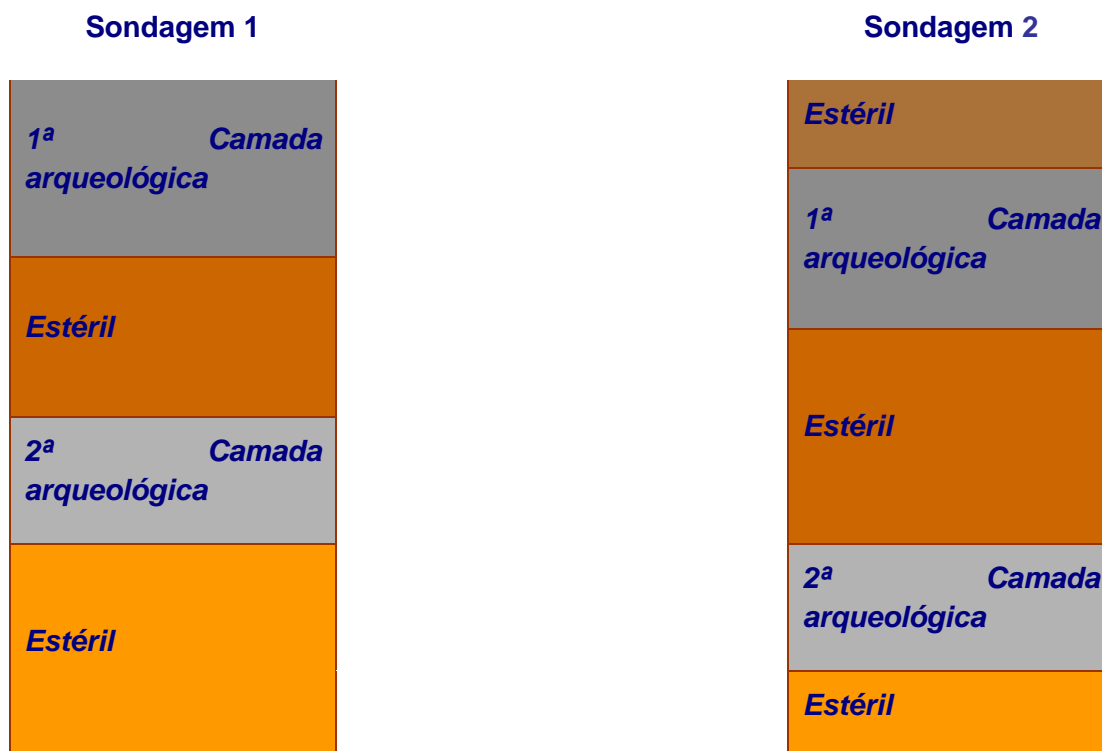 Sondagem 1
1ª Camada
arqueológica
Estéril
2ª Camada
arqueológica
Estéril
Sondagem 2
Estéril
1ª Camada
arqueológica
Estéril
2ª Camada
arqueológica
Estéril